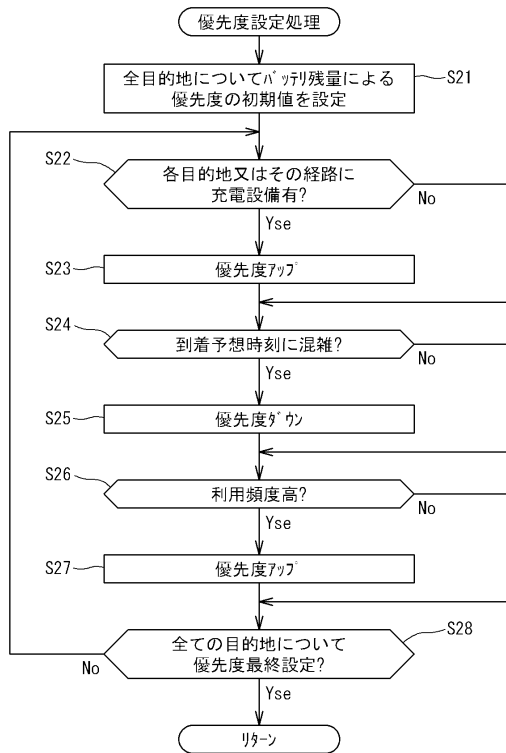 優先度設定処理
全目的地についてバッテリ残量による
優先度の初期値を設定
S21
S22
各目的地又はその経路に
充電設備有?
No
Yse
S23
優先度アップ
S24
到着予想時刻に混雑?
No
Yse
S25
優先度ダウン
S26
利用頻度高?
No
Yse
S27
優先度アップ
全ての目的地について
優先度最終設定?
S28
No
Yse
リターン